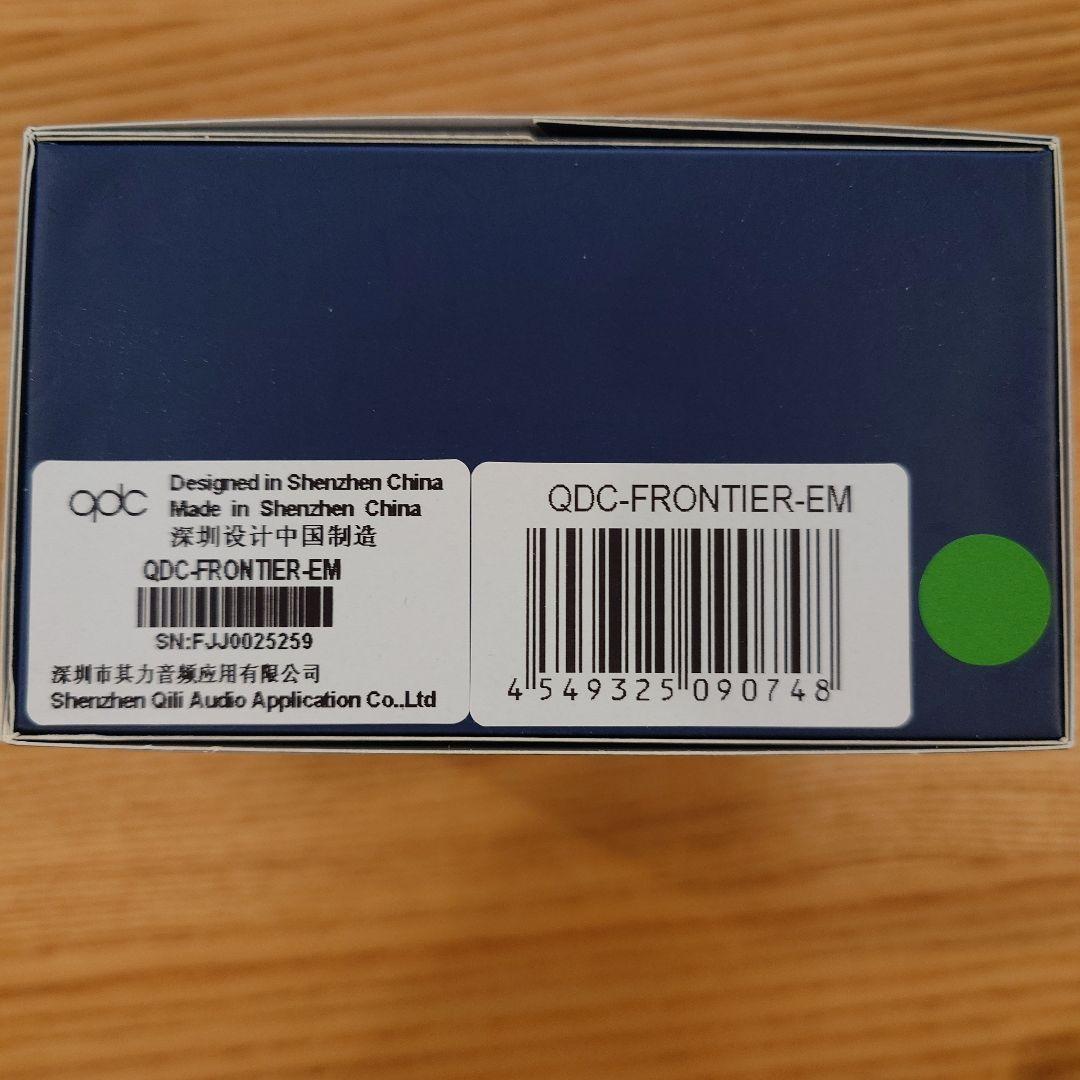 qdc
Designed in Shenzhen China
Made in Shenzhen China
深圳设计中国制造
QDC-FRONTIER-EM
SN:FJJ0025259
深圳市其力音频应用有限公司
Shenzhen Qili Audio Application Co.,Ltd
QDC-FRONTIER-EM
4 549325 090748